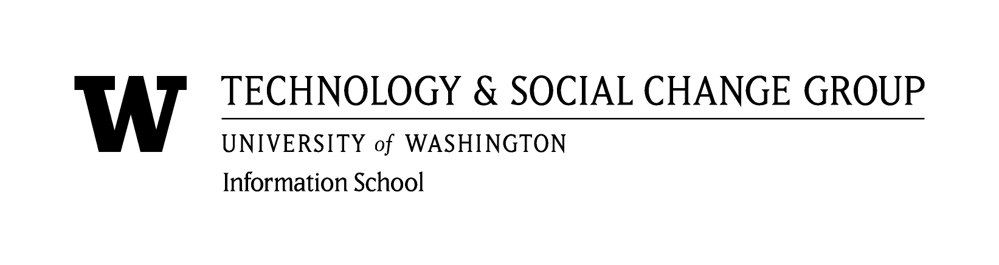 W
TECHNOLOGY & SOCIAL CHANGE GROUP
UNIVERSITY of WASHINGTON
Information School